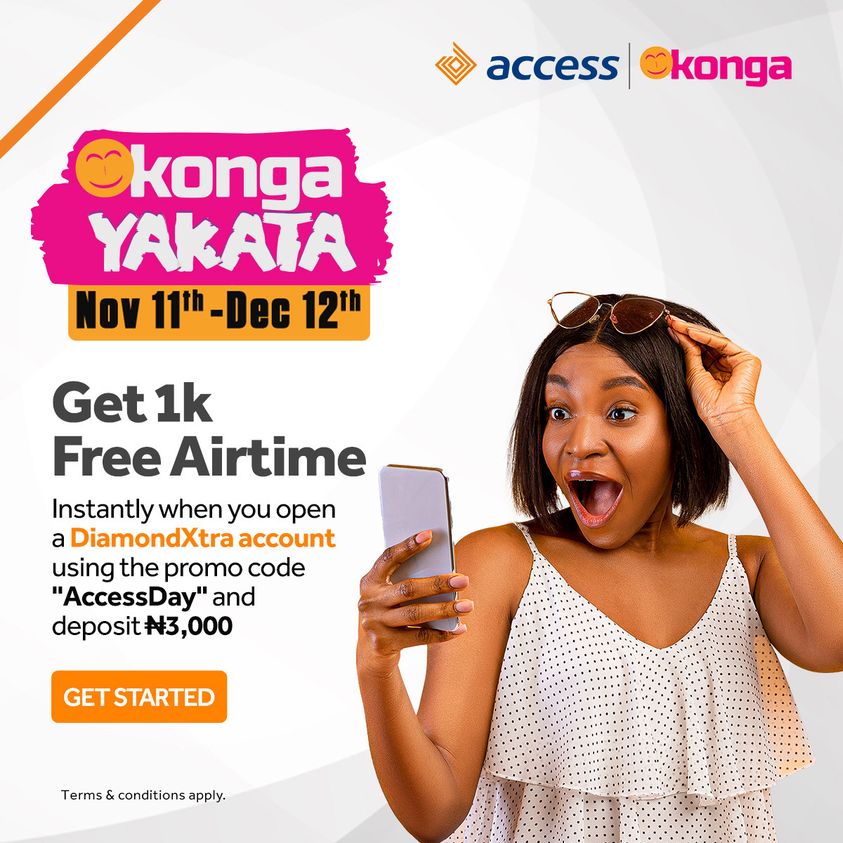 access | konga
konga
YAKATA
Nov 11th -Dec 12th
Get 1k
Free Airtime
Instantly when you open
a DiamondXtra account
using the promo code
"AccessDay" and
deposit ₦3,000
GET STARTED
Terms & conditions apply.